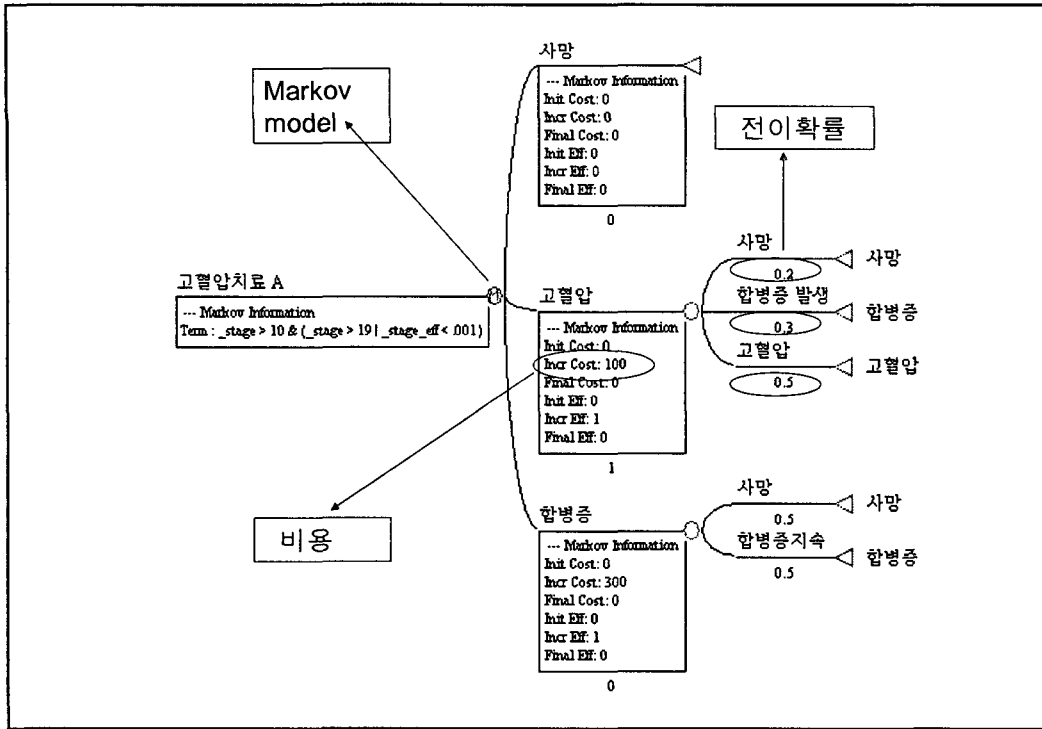 사망
--- Markov Information
Init Cost: 0
Incr Cost: 0
Final Cost: 0
Init Eff: 0
Incr Eff: 0
Final Eff: 0
0
Markov
model
전이확률
고혈압치료 A
--- Markov Information
Term : _stage > 10 & (_stage > 19 | _stage_eff < .001)
고혈압
--- Markov Information
Init Cost: 0
Incr Cost: 100
Final Cost: 0
Init Eff: 0
Incr Eff: 1
Final Eff: 0
1
사망
0.2
사망
합병증 발생
0.3
합병증
고혈압
0.5
고혈압
비용
합병증
--- Markov Information
Init Cost: 0
Incr Cost: 300
Final Cost: 0
Init Eff: 0
Incr Eff: 1
Final Eff: 0
0
사망
0.5
사망
합병증지속
0.5
합병증